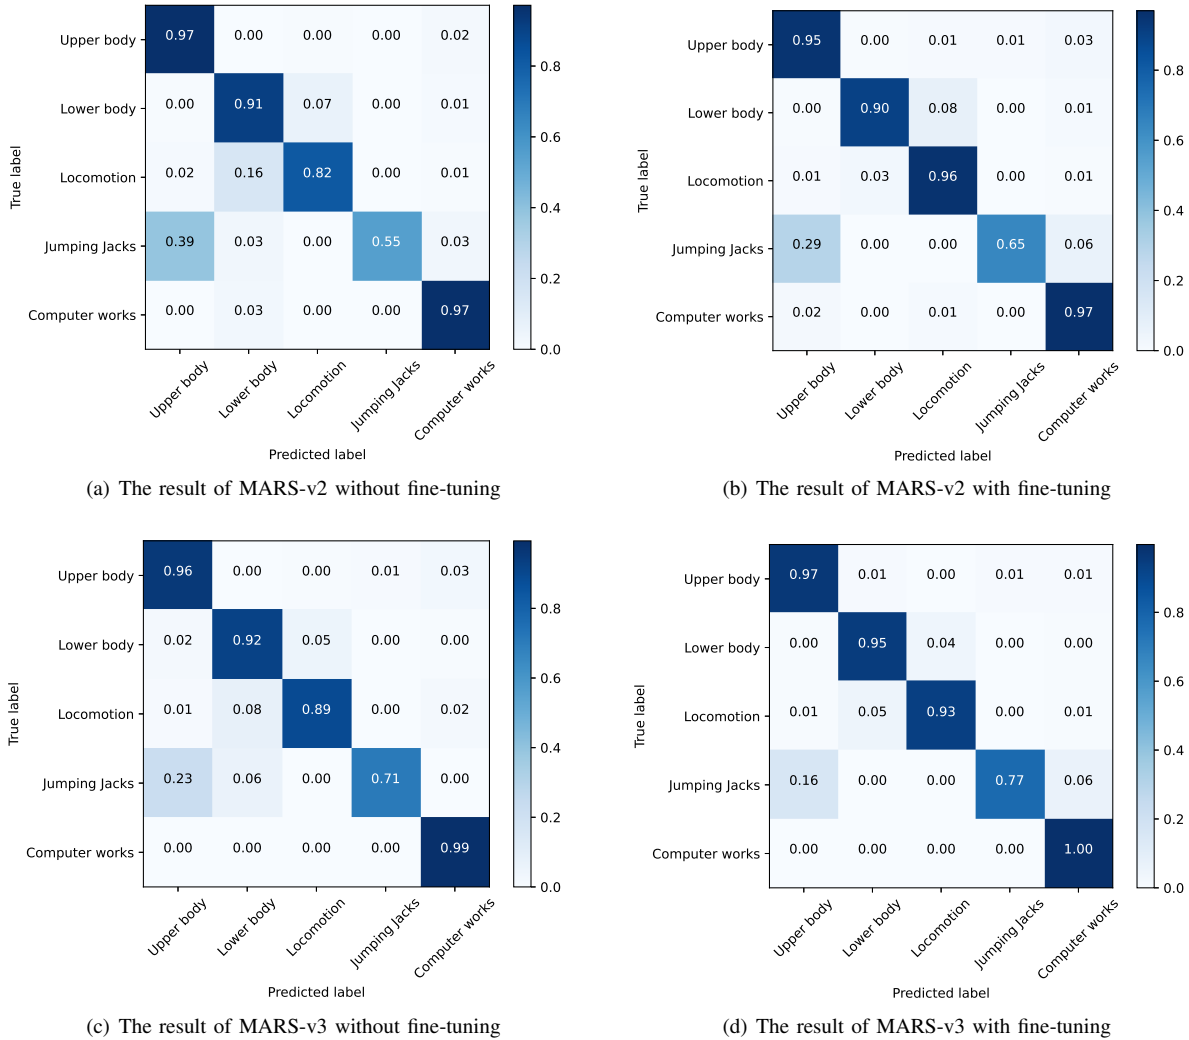 Upper body 0.97 0.00 0.00 0.00 0.02
Lower body 0.00 0.91 0.07 0.00 0.01
Locomotion 0.02 0.16 0.82 0.00 0.01
Jumping Jacks 0.39 0.03 0.00 0.55 0.03
Computer works 0.00 0.03 0.00 0.00 0.97
True label
Upper body Lower body Locomotion Jumping Jacks Computer works
Predicted label
0.8
0.6
0.4
0.2
0.0
(a) The result of MARS-v2 without fine-tuning
Upper body 0.95 0.00 0.01 0.01 0.03
Lower body 0.00 0.90 0.08 0.00 0.01
Locomotion 0.01 0.03 0.96 0.00 0.01
Jumping Jacks 0.29 0.00 0.00 0.65 0.06
Computer works 0.02 0.00 0.01 0.00 0.97
True label
Upper body Lower body Locomotion Jumping Jacks Computer works
Predicted label
0.8
0.6
0.4
0.2
0.0
(b) The result of MARS-v2 with fine-tuning
Upper body 0.96 0.00 0.00 0.01 0.03
Lower body 0.02 0.92 0.05 0.00 0.00
Locomotion 0.01 0.08 0.89 0.00 0.02
Jumping Jacks 0.23 0.06 0.00 0.71 0.00
Computer works 0.00 0.00 0.00 0.00 0.99
True label
Upper body Lower body Locomotion Jumping Jacks Computer works
Predicted label
0.8
0.6
0.4
0.2
0.0
(c) The result of MARS-v3 without fine-tuning
Upper body 0.97 0.01 0.00 0.01 0.01
Lower body 0.00 0.95 0.04 0.00 0.00
Locomotion 0.01 0.05 0.93 0.00 0.01
Jumping Jacks 0.16 0.00 0.00 0.77 0.06
Computer works 0.00 0.00 0.00 0.00 1.00
True label
Upper body Lower body Locomotion Jumping Jacks Computer works
Predicted label
0.8
0.6
0.4
0.2
0.0
(d) The result of MARS-v3 with fine-tuning